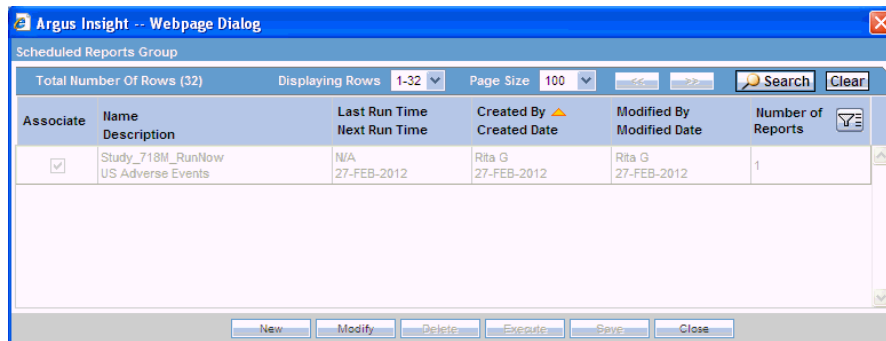 Argus Insight -- Webpage Dialog
Scheduled Reports Group
Total Number Of Rows (32) Displaying Rows 1-32 Page Size 100 << >> Search Clear
Associate Name Description Last Run Time Next Run Time Created By Created Date Modified By Modified Date Number of Reports
Study_718M_RunNow N/A Rita G Rita G 1
US Adverse Events 27-FEB-2012 27-FEB-2012 27-FEB-2012
New Modify Delete Execute Save Close